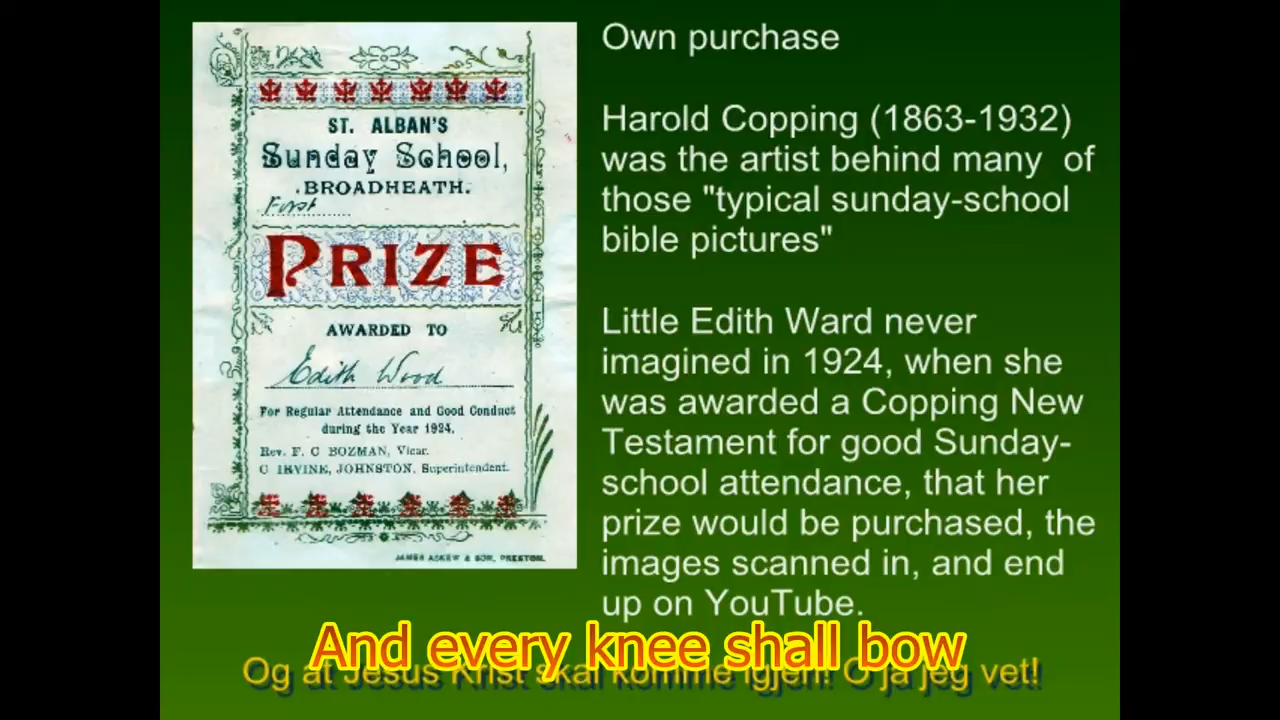 ST. ALBAN'S
Sunday School,
BROADHEATH.
First
PRIZE
AWARDED TO
Edith Wood
For Regular Attendance and Good Conduct
during the Year 1924.
Rev. F. C BOZMAN, Vicar.
C IRVINE, JOHNSTON, Superintendent.
JAMES ASKEW & SON, PRESTON.
Own purchase
Harold Copping (1863-1932)
was the artist behind many of
those "typical sunday-school
bible pictures"
Little Edith Ward never
imagined in 1924, when she
was awarded a Copping New
Testament for good Sunday-
school attendance, that her
prize would be purchased, the
images scanned in, and end
up on YouTube.
And every knee shall bow
Og at Jesus Krist skal komme igjen! O ja jeg vet!